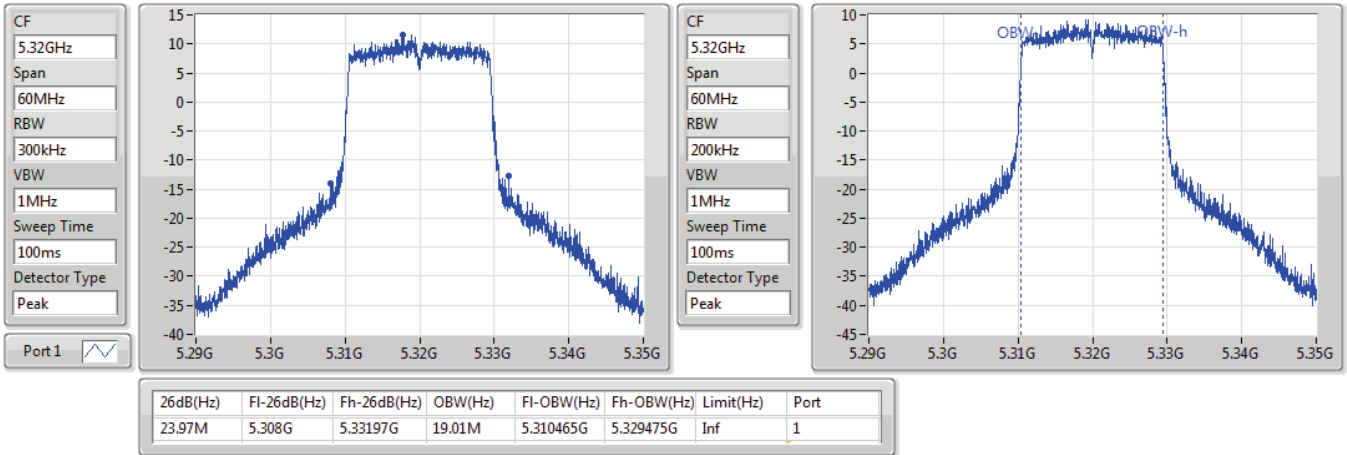 CF
5.32GHz
Span
60MHz
RBW
300kHz
VBW
1MHz
Sweep Time
100ms
Detector Type
Peak
Port 1
15
10
5
0
-5
-10
-15
-20
-25
-30
-35
-40
5.29G 5.3G 5.31G 5.32G 5.33G 5.34G 5.35G
CF
5.32GHz
Span
60MHz
RBW
200kHz
VBW
1MHz
Sweep Time
100ms
Detector Type
Peak
10
5
0
-5
-10
-15
-20
-25
-30
-35
-40
-45
OBW OBW-h
5.29G 5.3G 5.31G 5.32G 5.33G 5.34G 5.35G
26dB(Hz) Fl-26dB(Hz) Fh-26dB(Hz) OBW(Hz) Fl-OBW(Hz) Fh-OBW(Hz) Limit(Hz) Port
23.97M 5.308G 5.33197G 19.01M 5.310465G 5.329475G Inf 1